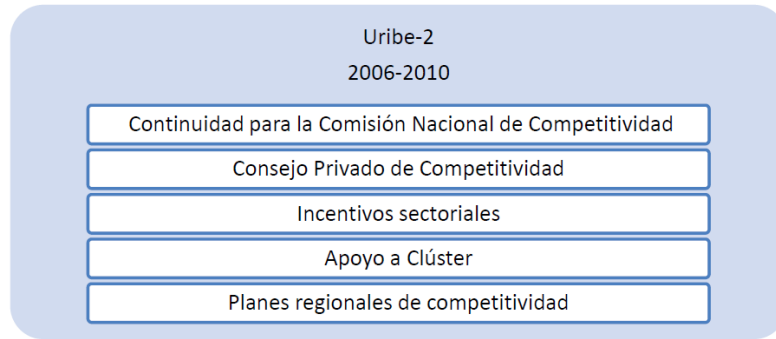 Uribe-2
2006-2010
Continuidad para la Comisión Nacional de Competitividad
Consejo Privado de Competitividad
Incentivos sectoriales
Apoyo a Clúster
Planes regionales de competitividad